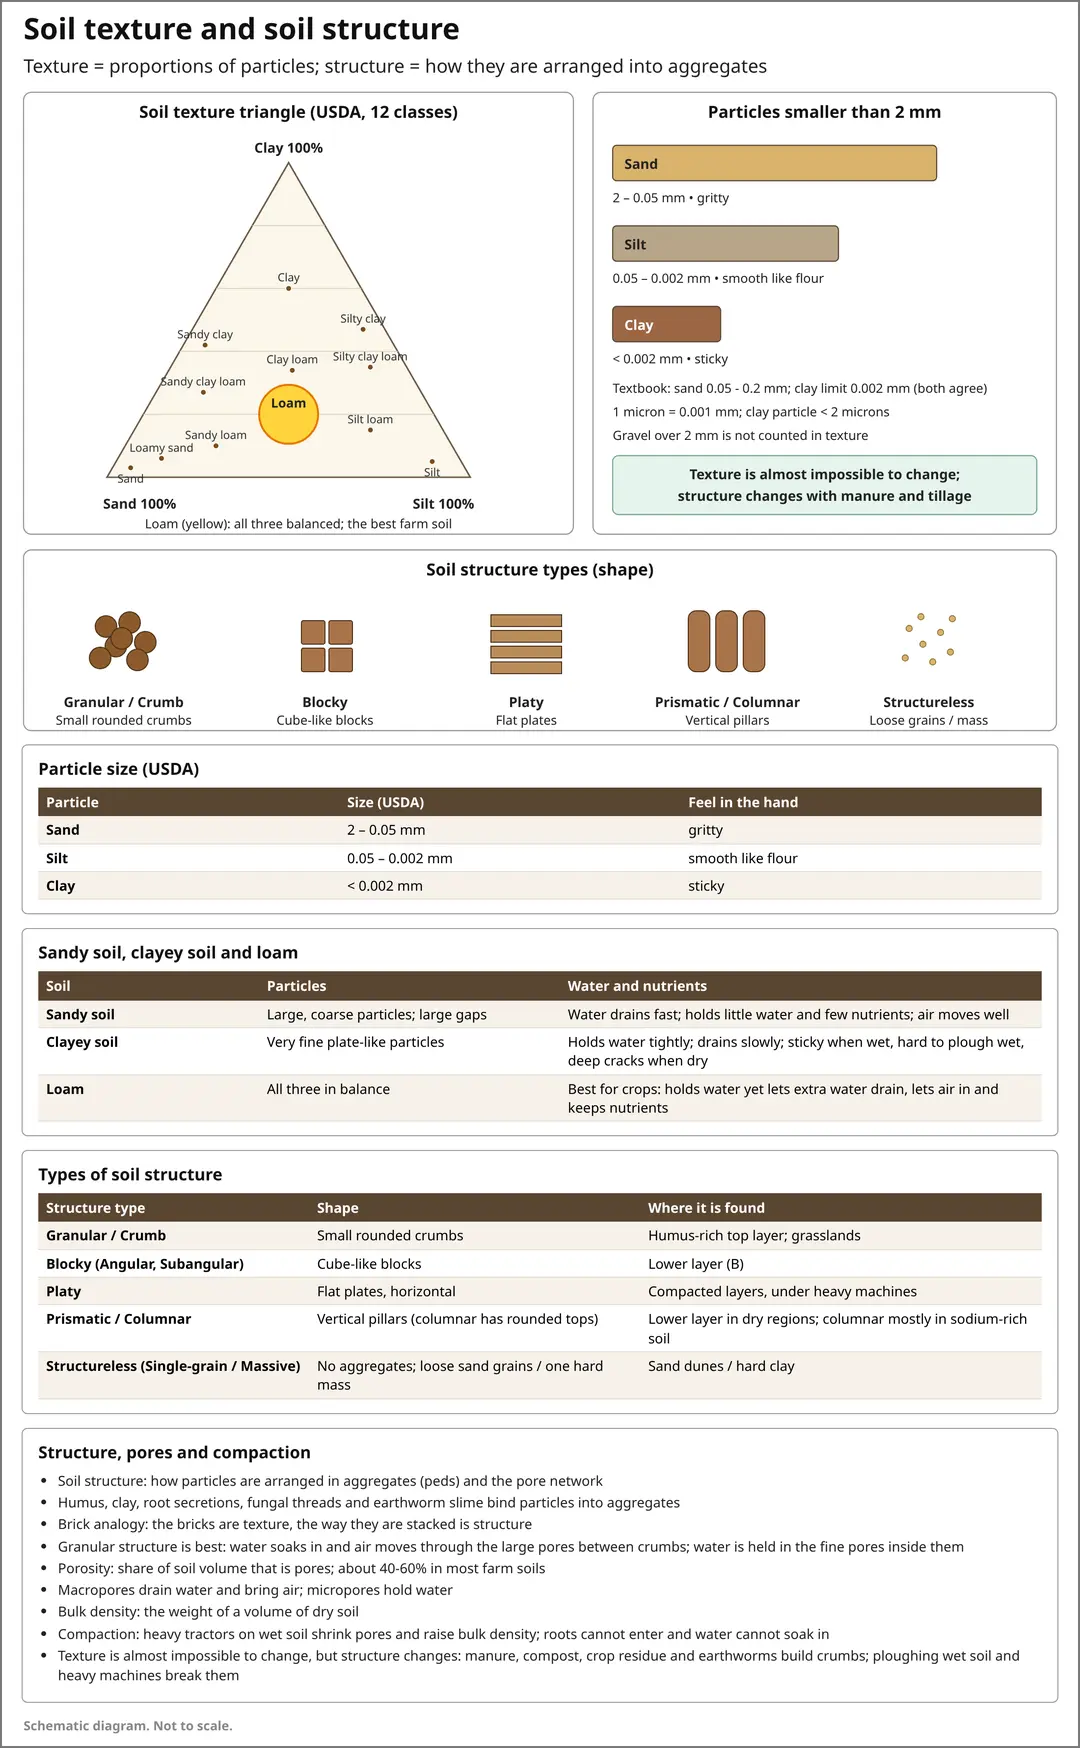 Soil texture and soil structure
Texture = proportions of particles; structure = how they are arranged into aggregates
Soil texture triangle (USDA, 12 classes)
Clay 100%
Clay
Silty clay
Sandy clay
Clay loam
Silty clay loam
Sandy clay loam
Loam
Silt loam
Sandy loam
Loamy sand
Sand
Silt
Sand 100%
Silt 100%
Loam (yellow): all three balanced; the best farm soil
Particles smaller than 2 mm
Sand
2 – 0.05 mm • gritty
Silt
0.05 – 0.002 mm • smooth like flour
Clay
< 0.002 mm • sticky
Textbook: sand 0.05 - 0.2 mm; clay limit 0.002 mm (both agree)
1 micron = 0.001 mm; clay particle < 2 microns
Gravel over 2 mm is not counted in texture
Texture is almost impossible to change;
structure changes with manure and tillage
Soil structure types (shape)
Granular / Crumb
Small rounded crumbs
Blocky
Cube-like blocks
Platy
Flat plates
Prismatic / Columnar
Vertical pillars
Structureless
Loose grains / mass
Particle size (USDA)
Particle Size (USDA) Feel in the hand
Sand 2 – 0.05 mm gritty
Silt 0.05 – 0.002 mm smooth like flour
Clay < 0.002 mm sticky
Sandy soil, clayey soil and loam
Soil Particles Water and nutrients
Sandy soil Large, coarse particles; large gaps Water drains fast; holds little water and few nutrients; air moves well
Clayey soil Very fine plate-like particles Holds water tightly; drains slowly; sticky when wet, hard to plough wet,
deep cracks when dry
Loam All three in balance Best for crops: holds water yet lets extra water drain, lets air in and
keeps nutrients
Types of soil structure
Structure type Shape Where it is found
Granular / Crumb Small rounded crumbs Humus-rich top layer; grasslands
Blocky (Angular, Subangular) Cube-like blocks Lower layer (B)
Platy Flat plates, horizontal Compacted layers, under heavy machines
Prismatic / Columnar Vertical pillars (columnar has rounded tops) Lower layer in dry regions; columnar mostly in sodium-rich
soil
Structureless (Single-grain / Massive) No aggregates; loose sand grains / one hard Sand dunes / hard clay
mass
Structure, pores and compaction
• Soil structure: how particles are arranged in aggregates (peds) and the pore network
• Humus, clay, root secretions, fungal threads and earthworm slime bind particles into aggregates
• Brick analogy: the bricks are texture, the way they are stacked is structure
• Granular structure is best: water soaks in and air moves through the large pores between crumbs; water is held in the fine pores inside them
• Porosity: share of soil volume that is pores; about 40-60% in most farm soils
• Macropores drain water and bring air; micropores hold water
• Bulk density: the weight of a volume of dry soil
• Compaction: heavy tractors on wet soil shrink pores and raise bulk density; roots cannot enter and water cannot soak in
• Texture is almost impossible to change, but structure changes: manure, compost, crop residue and earthworms build crumbs; ploughing wet soil and
heavy machines break them
Schematic diagram. Not to scale.